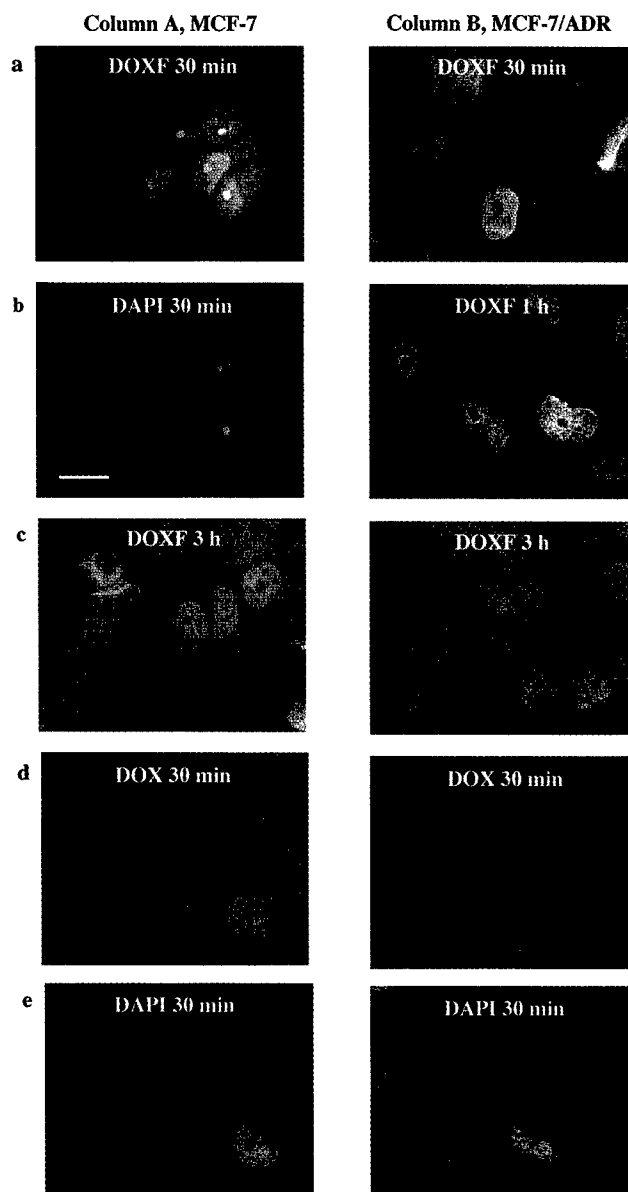 Column A, MCF-7
Column B, MCF-7/ADR
a
DOXF 30 min
DOXF 30 min
b
DAPI 30 min
DOXF 1 h
c
DOXF 3 h
DOXF 3 h
d
DOX 30 min
DOX 30 min
e
DAPI 30 min
DAPI 30 min